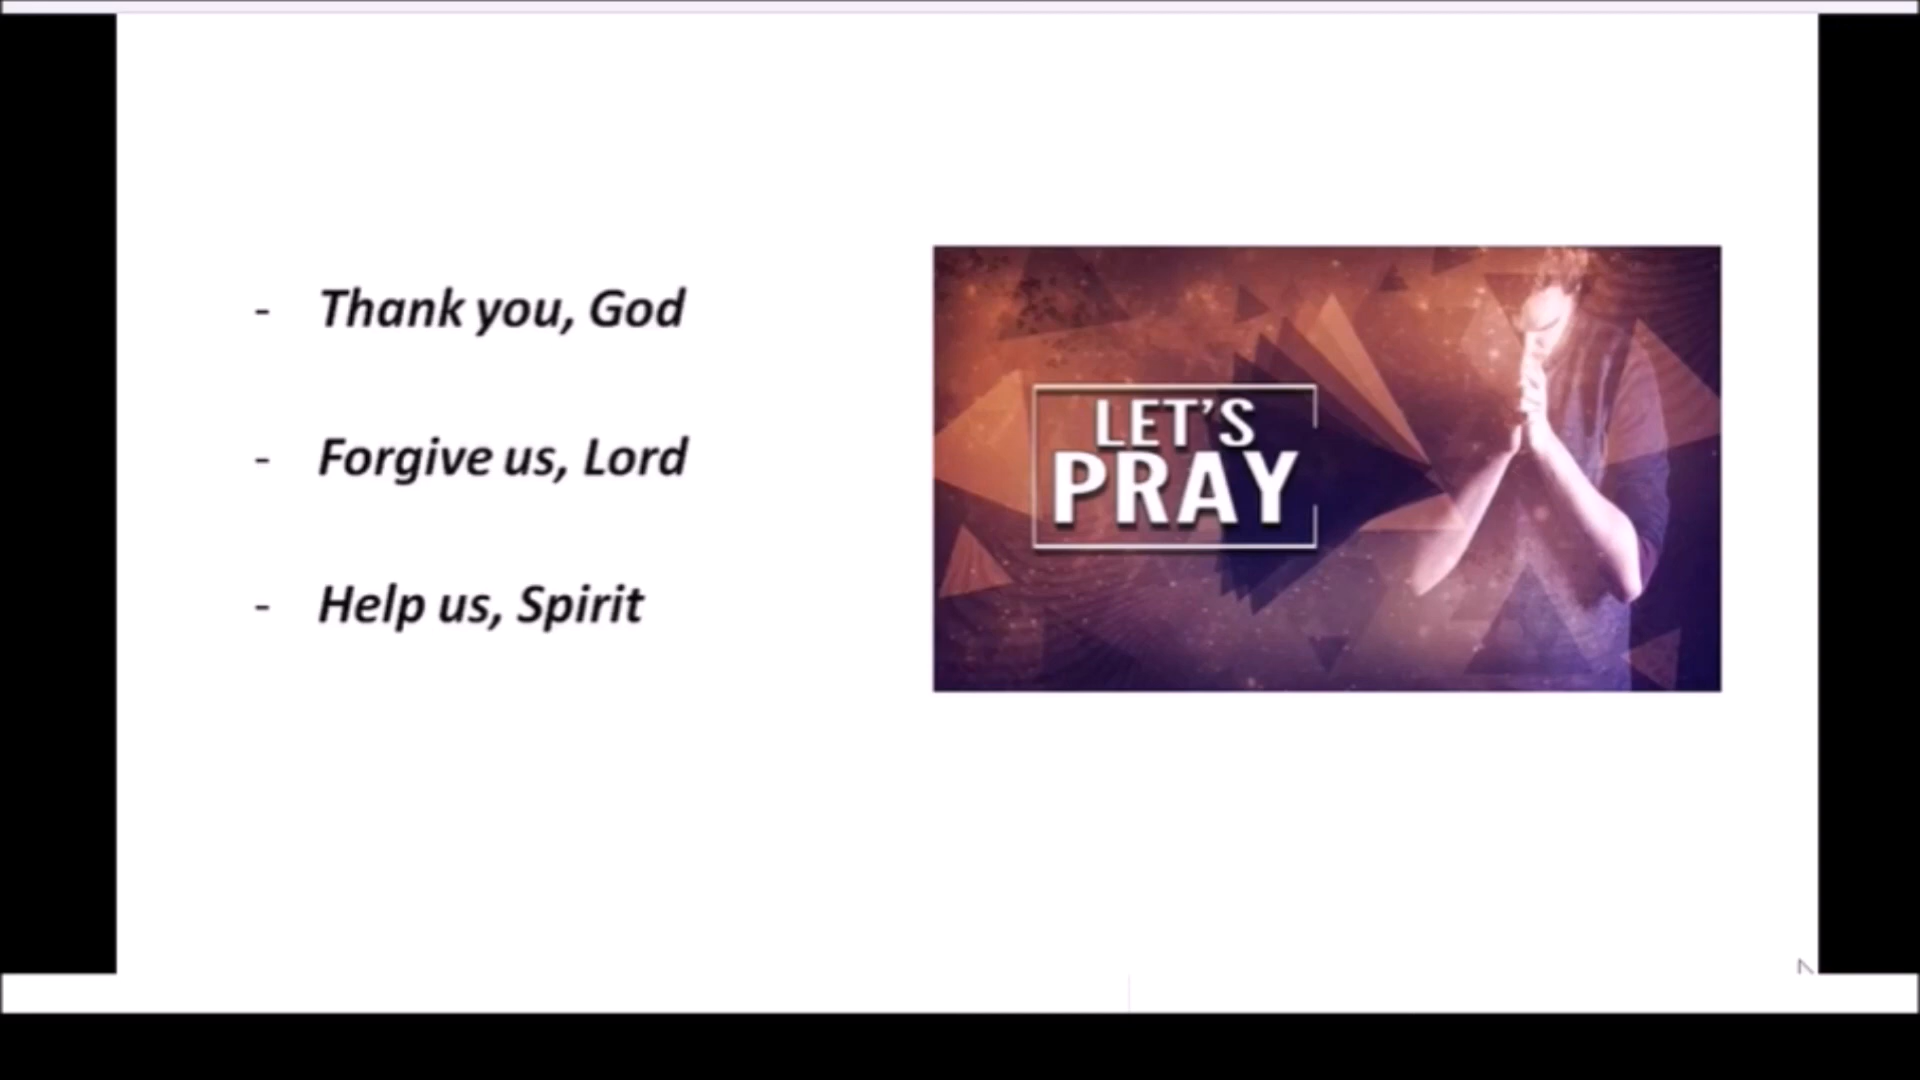 - Thank you, God
- Forgive us, Lord
- Help us, Spirit
LET'S
PRAY